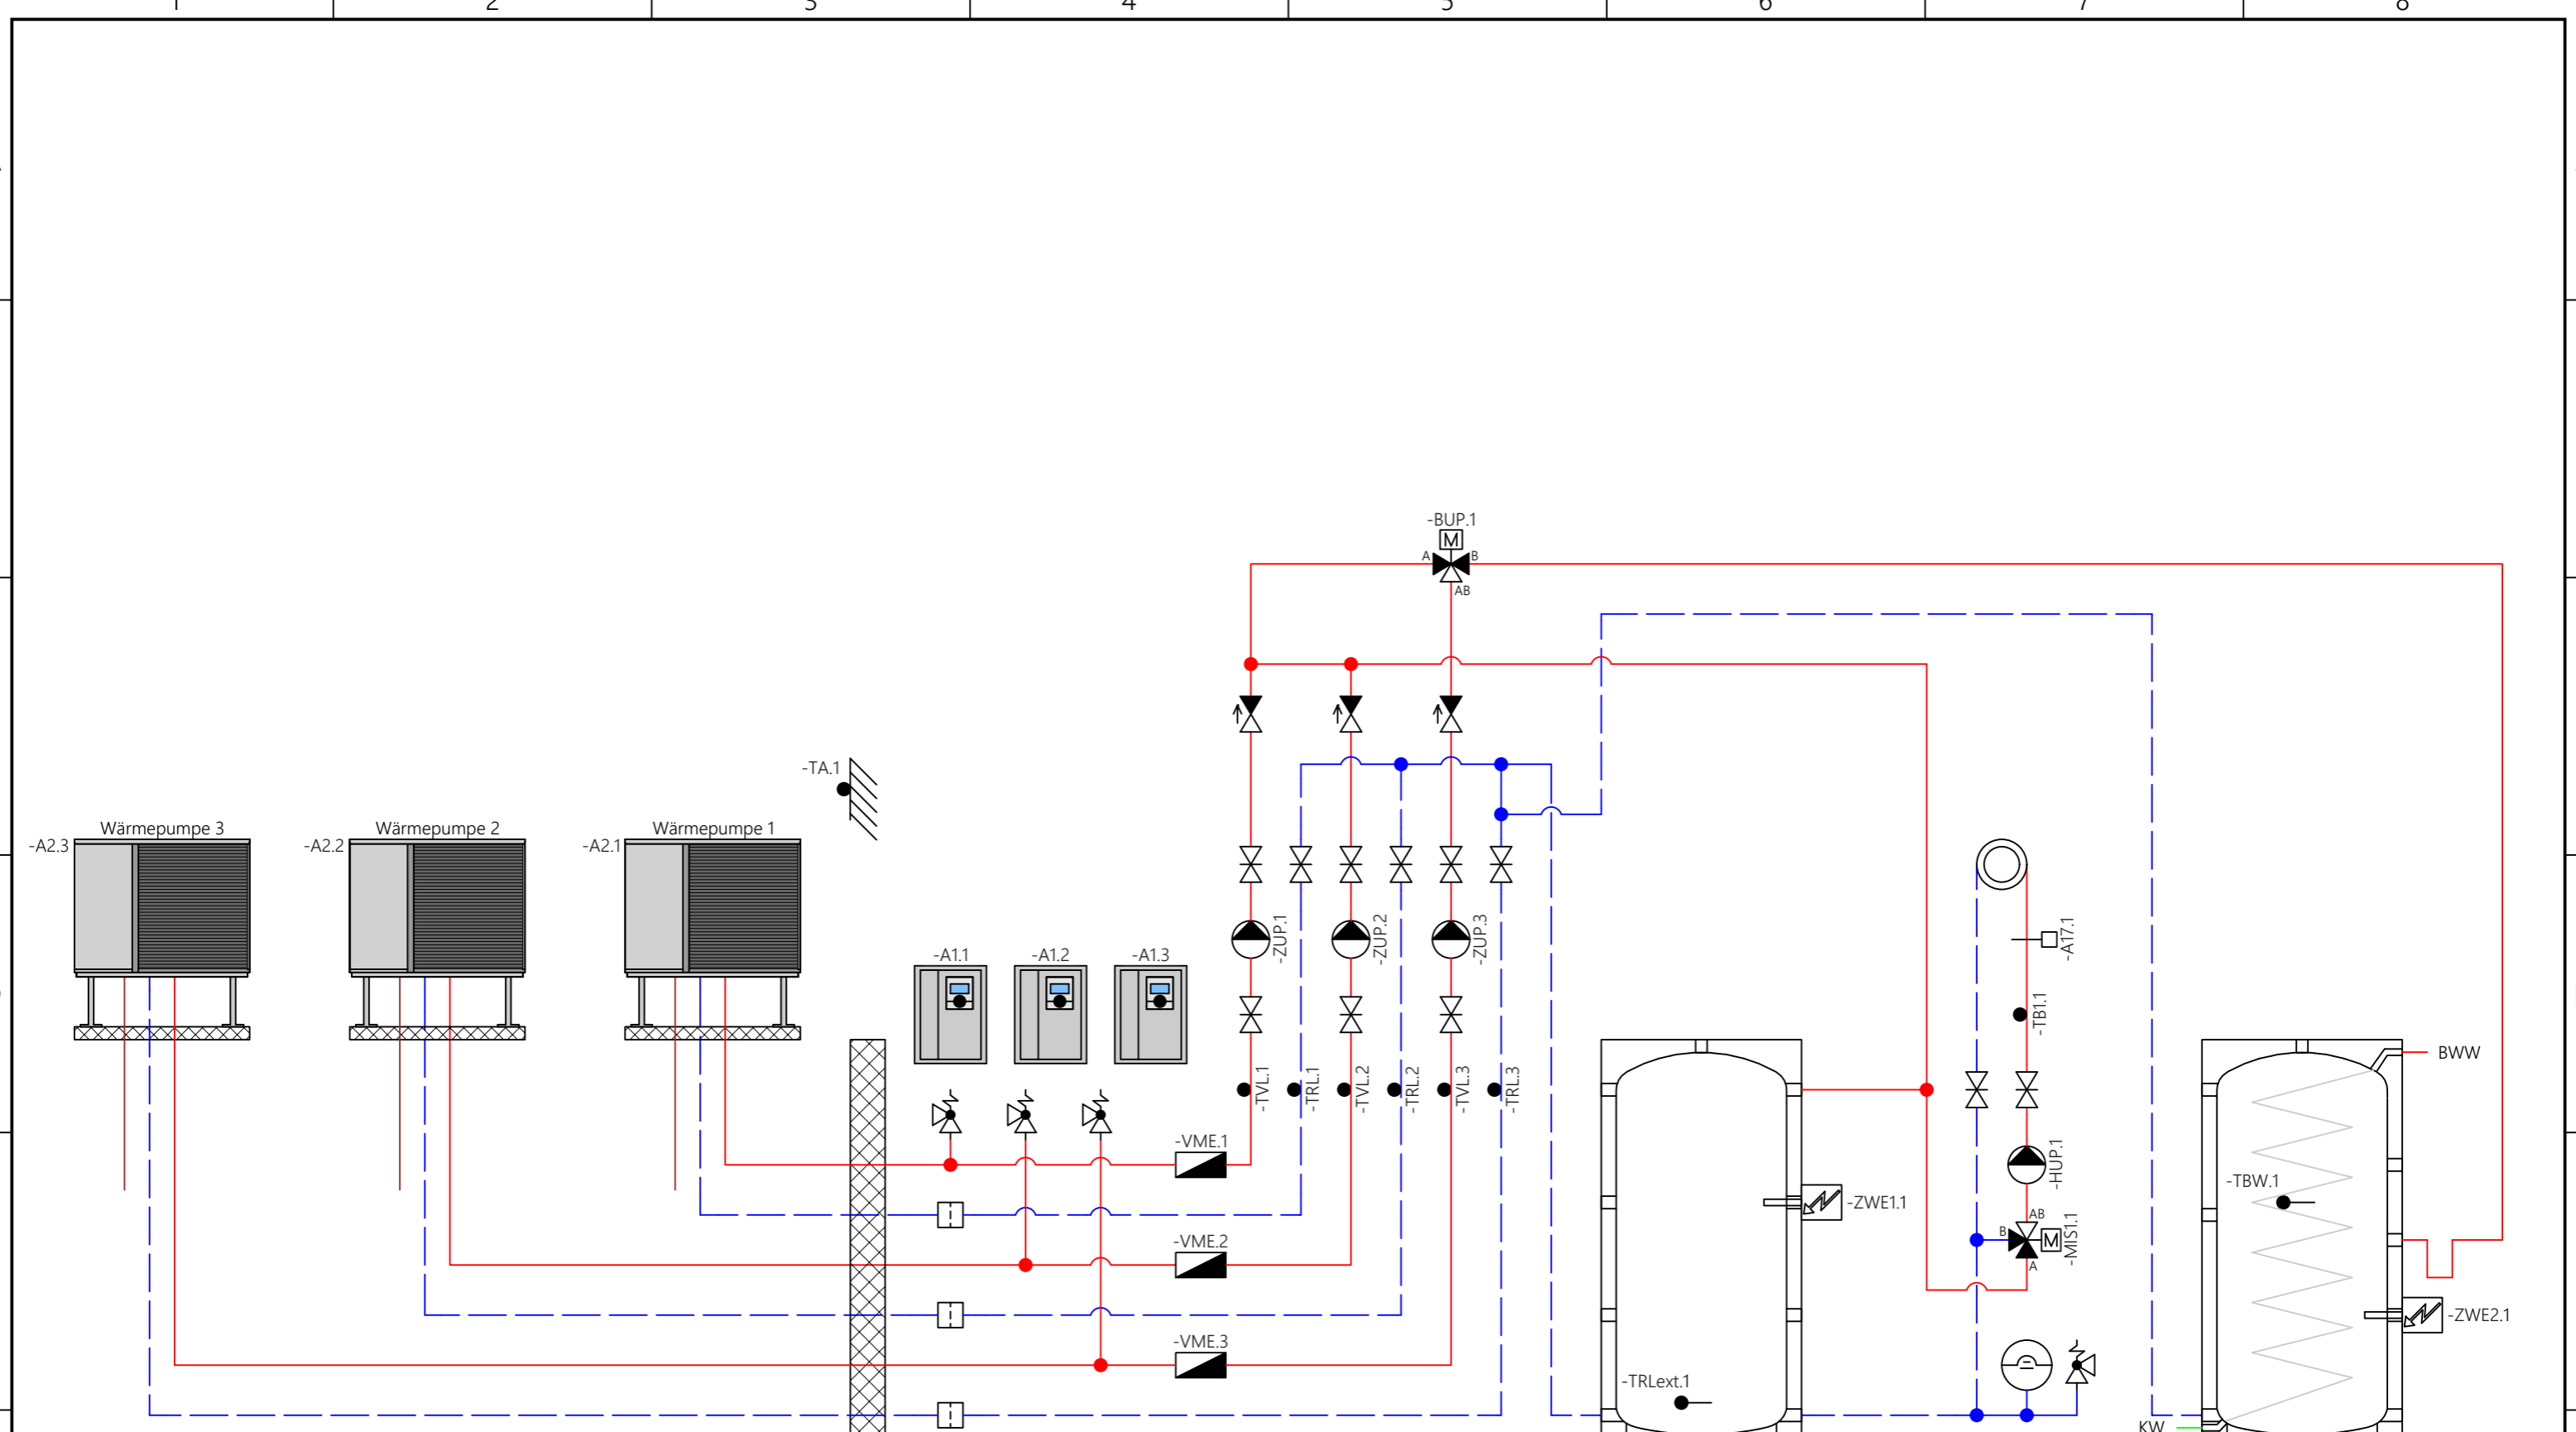 1 2 3 4 5 6 7 8
-BUP.1
M
A B
AB
-TA.1
Wärmepumpe 3 Wärmepumpe 2 Wärmepumpe 1
-A2.3 -A2.2 -A2.1
-ZUP.1 -ZUP.2 -ZUP.3
-A17.1
-A1.1 -A1.2 -A1.3
-TB1.1
BWW
-TVL.1 -TRL.1 -TVL.2 -TRL.2 -TVL.3 -TRL.3
-VME.1
-HUP.1
-TBW.1
-ZWE1.1
AB
B M -MIS1.1
A
-VME.2
-ZWE2.1
-VME.3
-TRLext.1
KW